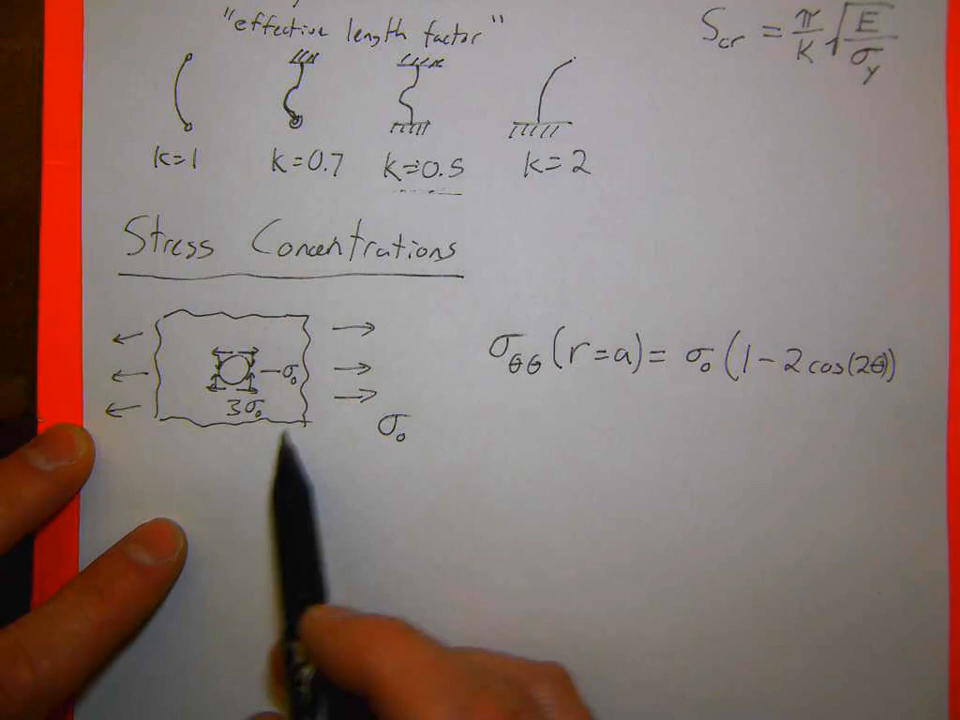 "effective length factor"
S_cr = π/k √(E/σ_y)
k=1 k=0.7 k=0.5 k=2
Stress Concentrations
-σ₀
3σ₀
σ₀
σ_θθ (r=a) = σ₀ (1 - 2cos(2θ))